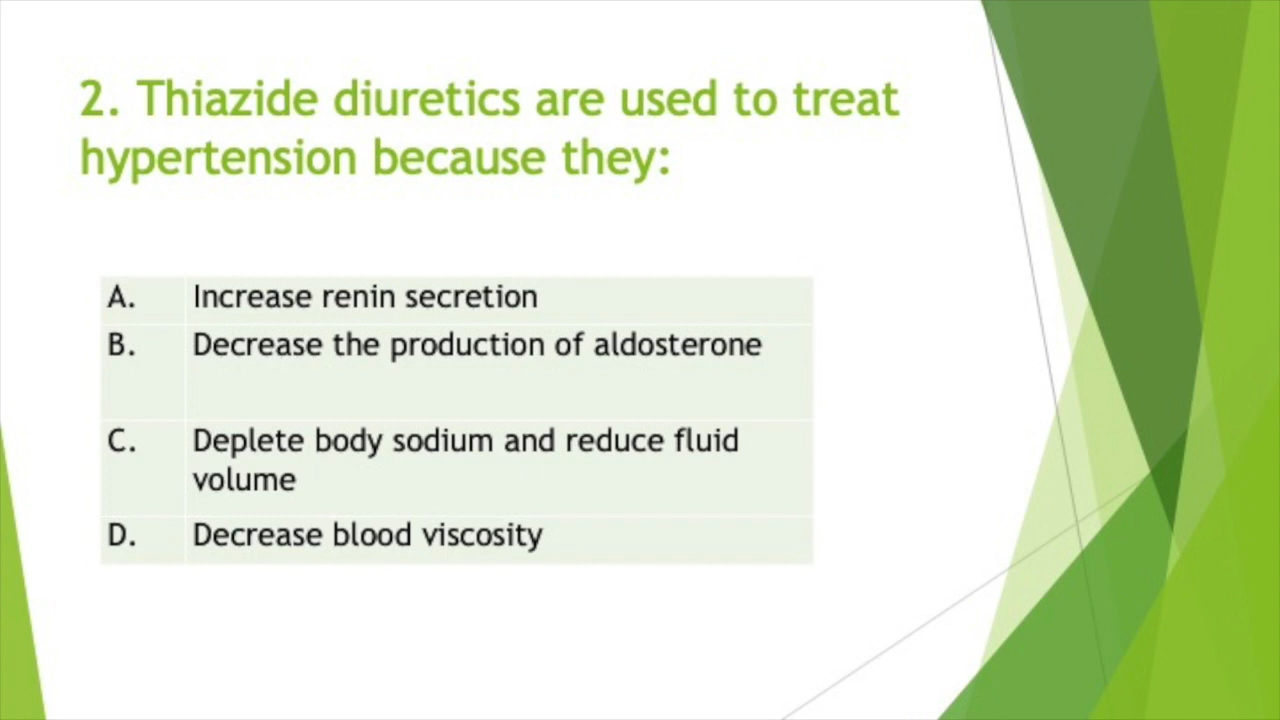 2. Thiazide diuretics are used to treat
hypertension because they:
A. Increase renin secretion
B. Decrease the production of aldosterone
C. Deplete body sodium and reduce fluid
volume
D. Decrease blood viscosity